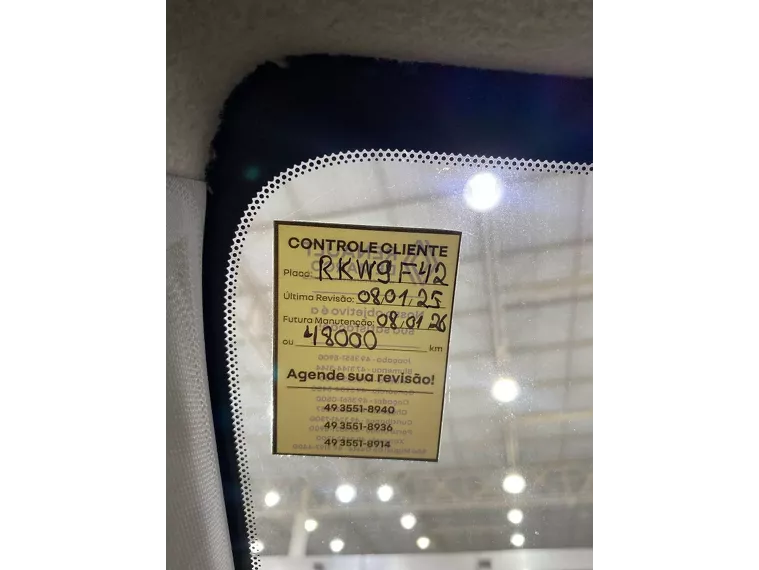 CONTROLE CLIENTE
Placa: RKW9F42
Última Revisão: 08/01/25
Futura Manutenção: 08/01/26
ou 48000 km
Agende sua revisão!
49 3551-8940
49 3551-8936
49 3551-8914